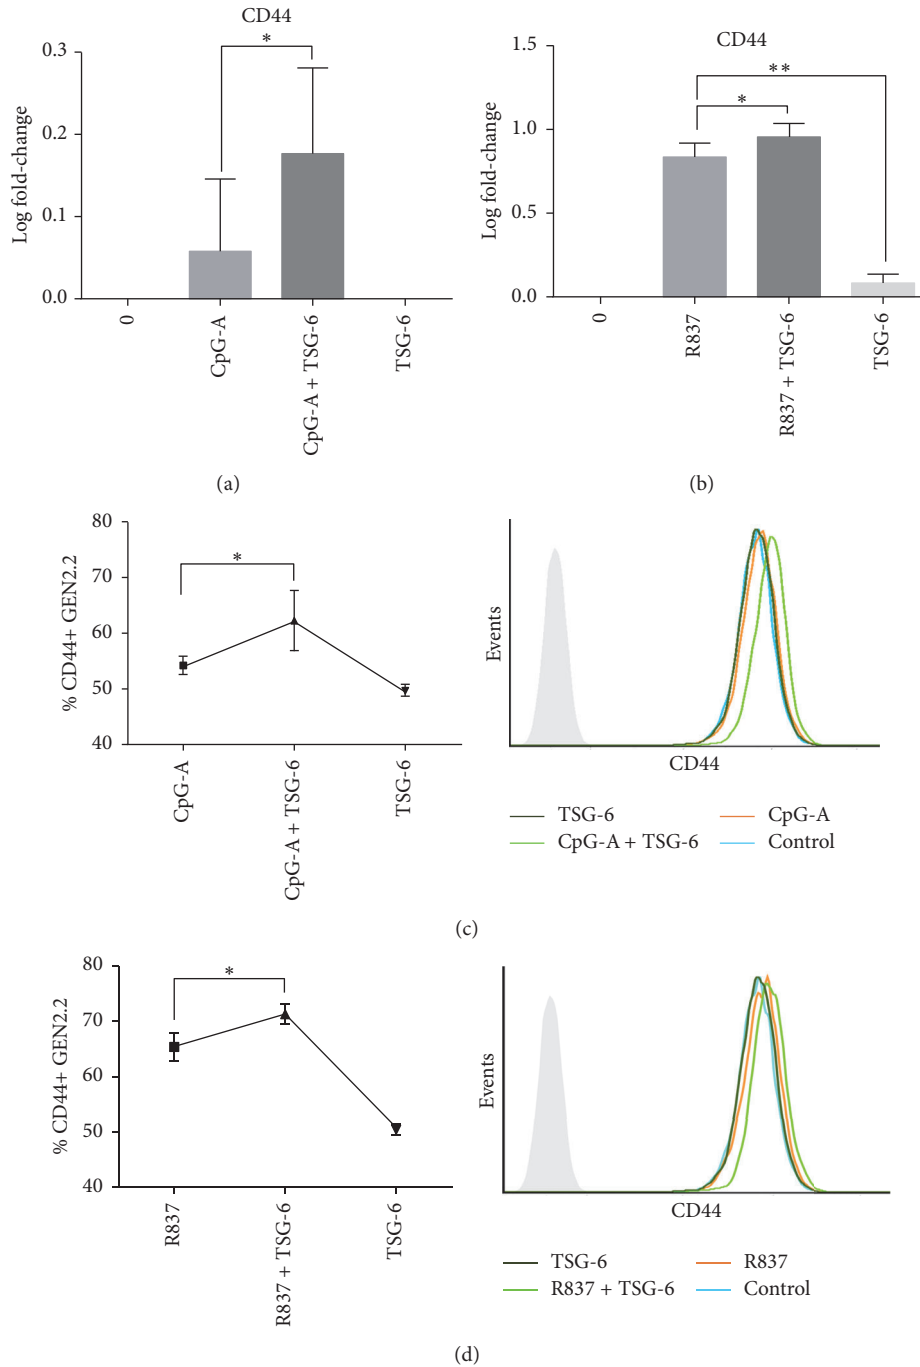 CD44
*
0.3
0.2
0.1
0.0
Log fold-change
0
CpG-A
CpG-A + TSG-6
TSG-6
(a)
CD44
**
*
1.5
1.0
0.5
0.0
Log fold-change
0
R837
R837 + TSG-6
TSG-6
(b)
80
70
60
50
40
% CD44+ GEN2.2
*
CpG-A
CpG-A + TSG-6
TSG-6
Events
CD44
TSG-6
CpG-A
CpG-A + TSG-6
Control
(c)
80
70
60
50
40
% CD44+ GEN2.2
*
R837
R837 + TSG-6
TSG-6
Events
CD44
TSG-6
R837
R837 + TSG-6
Control
(d)